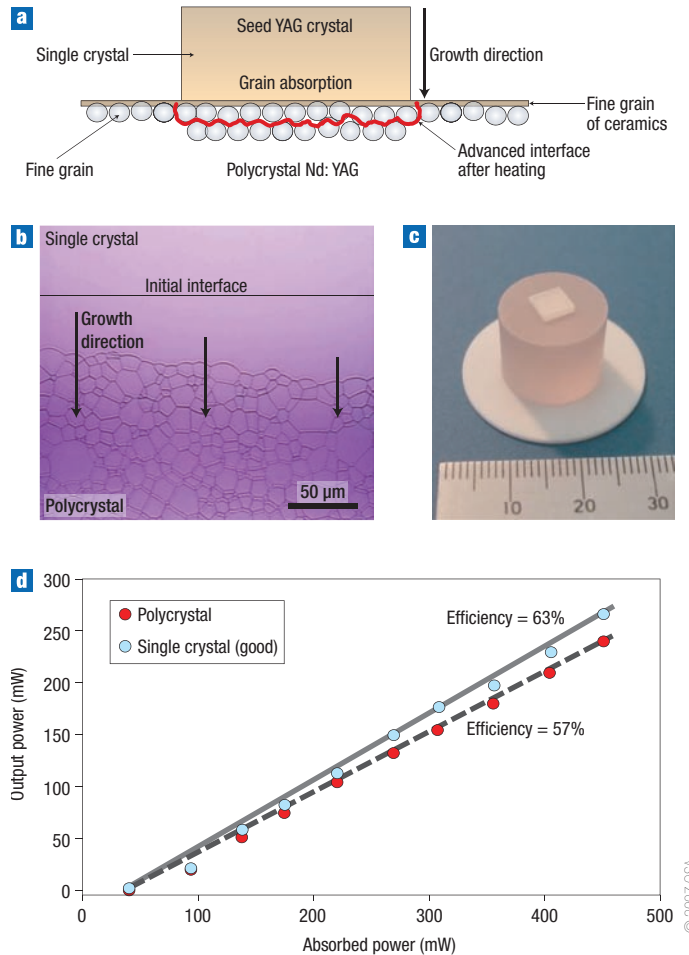 a
Seed YAG crystal
Single crystal
Growth direction
Grain absorption
Fine grain
of ceramics
Advanced interface
after heating
Fine grain
Polycrystal Nd: YAG
b
Single crystal
Initial interface
Growth
direction
50 µm
Polycrystal
c
10 20 30
d
300
250
200
150
100
50
0
Output power (mW)
Polycrystal
Single crystal (good)
Efficiency = 63%
Efficiency = 57%
0 100 200 300 400 500
Absorbed power (mW)
© 2007 OSA